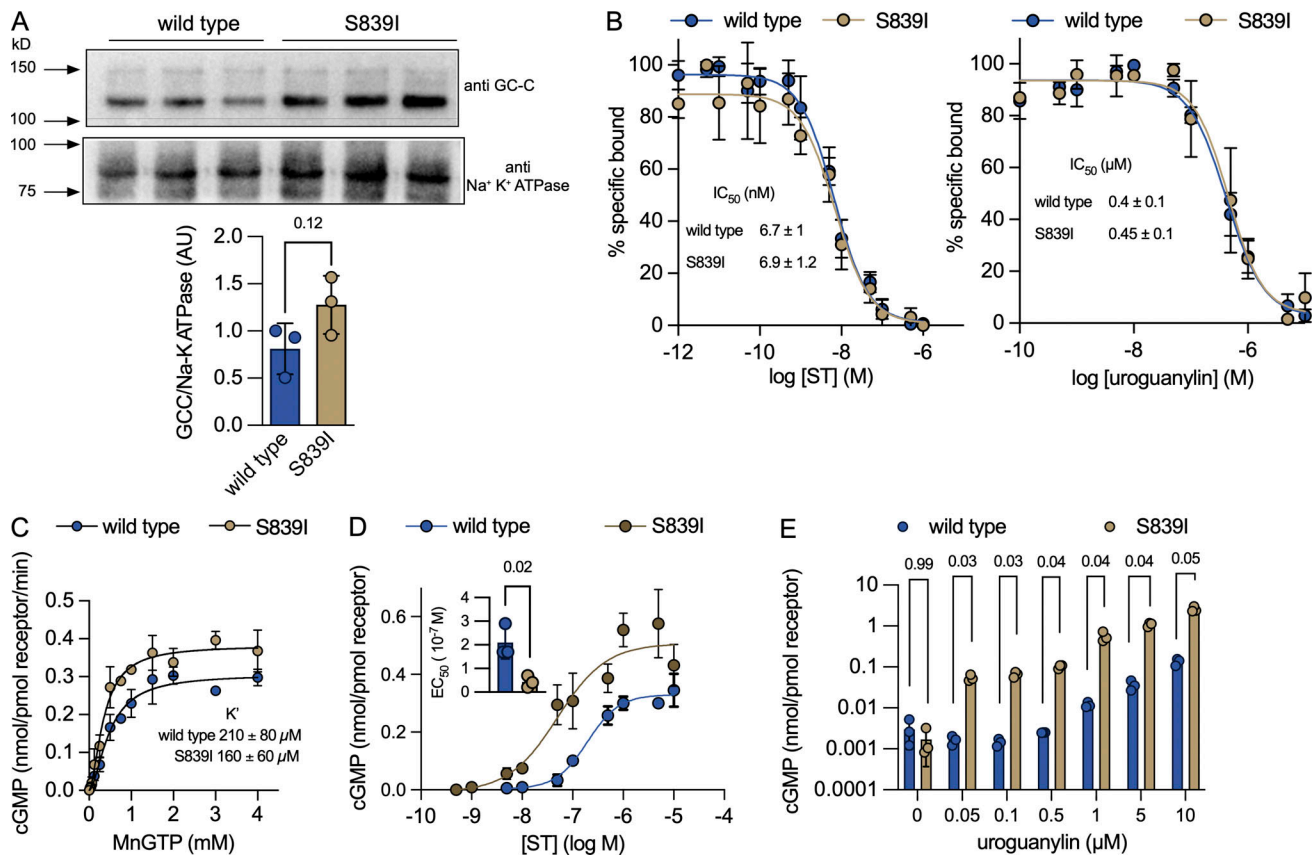 A
wild type
S839I
kD
150
100
anti GC-C
100
75
anti
Na⁺ K⁺ ATPase
0.12
2.0
1.5
1.0
0.5
0.0
GCC/Na-KATPase (AU)
wild type
S839I
B
wild type
S839I
% specific bound
100
80
60
40
20
0
IC₅₀ (nM)
wild type 6.7 ± 1
S839I 6.9 ± 1.2
-12 -10 -8 -6
log [ST] (M)
wild type
S839I
% specific bound
100
80
60
40
20
0
IC₅₀ (µM)
wild type 0.4 ± 0.1
S839I 0.45 ± 0.1
-10 -8 -6
log [uroguanylin] (M)
C
wild type
S839I
cGMP (nmol/pmol receptor/min)
0.5
0.4
0.3
0.2
0.1
0.0
K'
wild type 210 ± 80 µM
S839I 160 ± 60 µM
0 1 2 3 4
MnGTP (mM)
D
wild type
S839I
cGMP (nmol/pmol receptor)
0.8
0.6
0.4
0.2
0.0
0.02
EC₅₀ (10⁻⁷ M)
4
3
2
1
0
-10 -9 -8 -7 -6 -5 -4
[ST] (log M)
E
wild type
S839I
cGMP (nmol/pmol receptor)
0.99 0.03 0.03 0.04 0.04 0.04 0.05
10
1
0.1
0.01
0.001
0.0001
0 0.05 0.1 0.5 1 5 10
uroguanylin (µM)